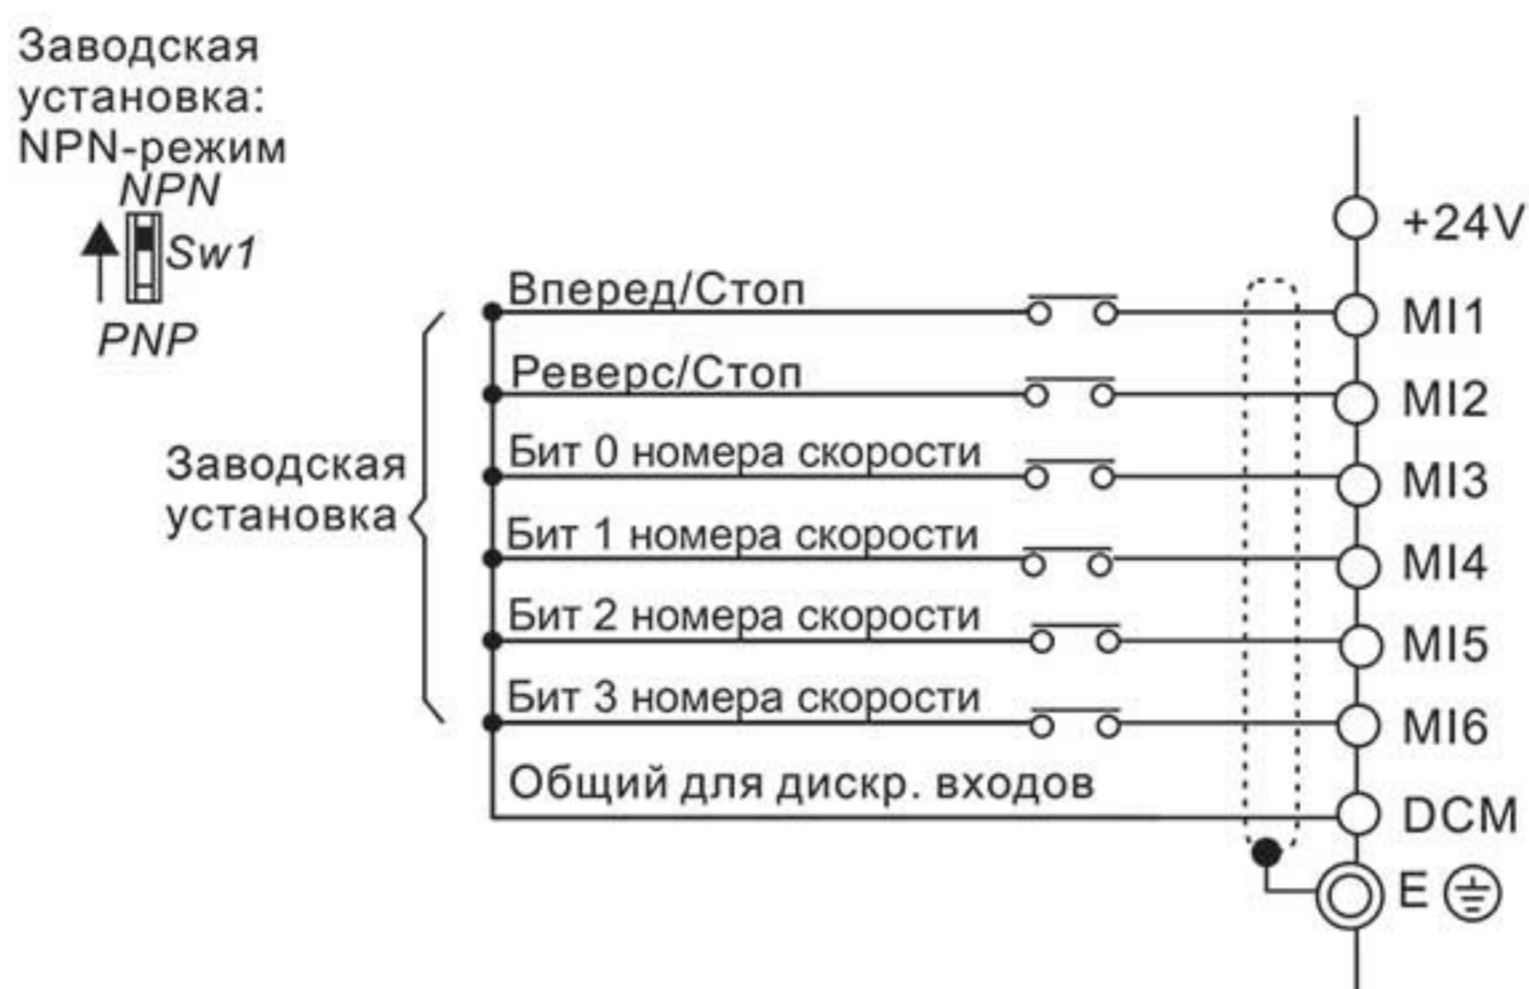 Заводская
установка:
NPN-режим
NPN
Sw1
PNP
+24V
Вперед/Стоп
MI1
Реверс/Стоп
MI2
Бит 0 номера скорости
MI3
Заводская
установка
Бит 1 номера скорости
MI4
Бит 2 номера скорости
MI5
Бит 3 номера скорости
MI6
Общий для дискр. входов
DCM
E